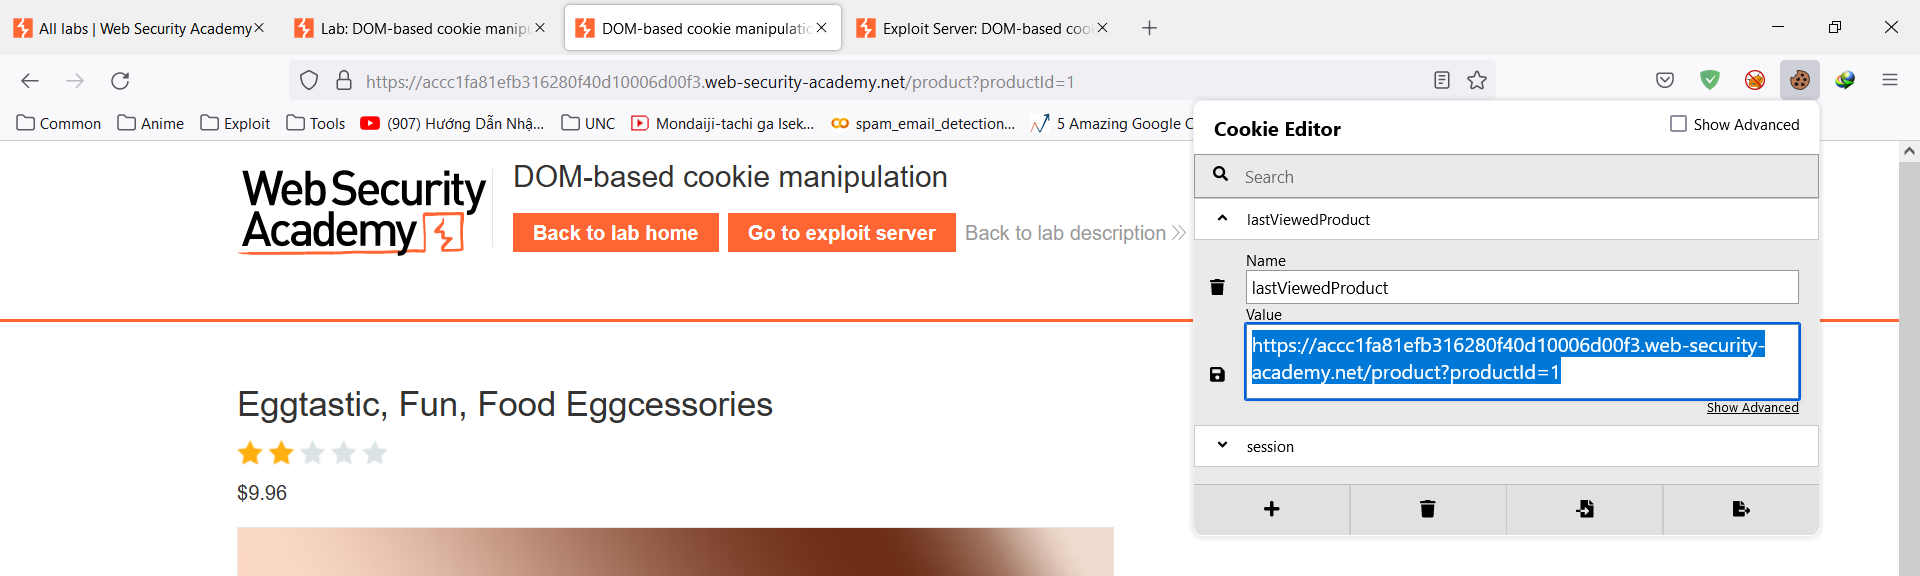 All labs | Web Security Academy
Lab: DOM-based cookie manip
DOM-based cookie manipulatic
Exploit Server: DOM-based coo
https://accc1fa81efb316280f40d10006d00f3.web-security-academy.net/product?productId=1
Common
Anime
Exploit
Tools
(907) Hướng Dẫn Nhậ...
UNC
Mondaiji-tachi ga Isek...
spam_email_detection...
5 Amazing Google C
Web Security
Academy
DOM-based cookie manipulation
Back to lab home
Go to exploit server
Back to lab description
Eggtastic, Fun, Food Eggcessories
$9.96
Cookie Editor
Show Advanced
Search
lastViewedProduct
Name
lastViewedProduct
Value
https://accc1fa81efb316280f40d10006d00f3.web-security-
academy.net/product?productId=1
Show Advanced
session